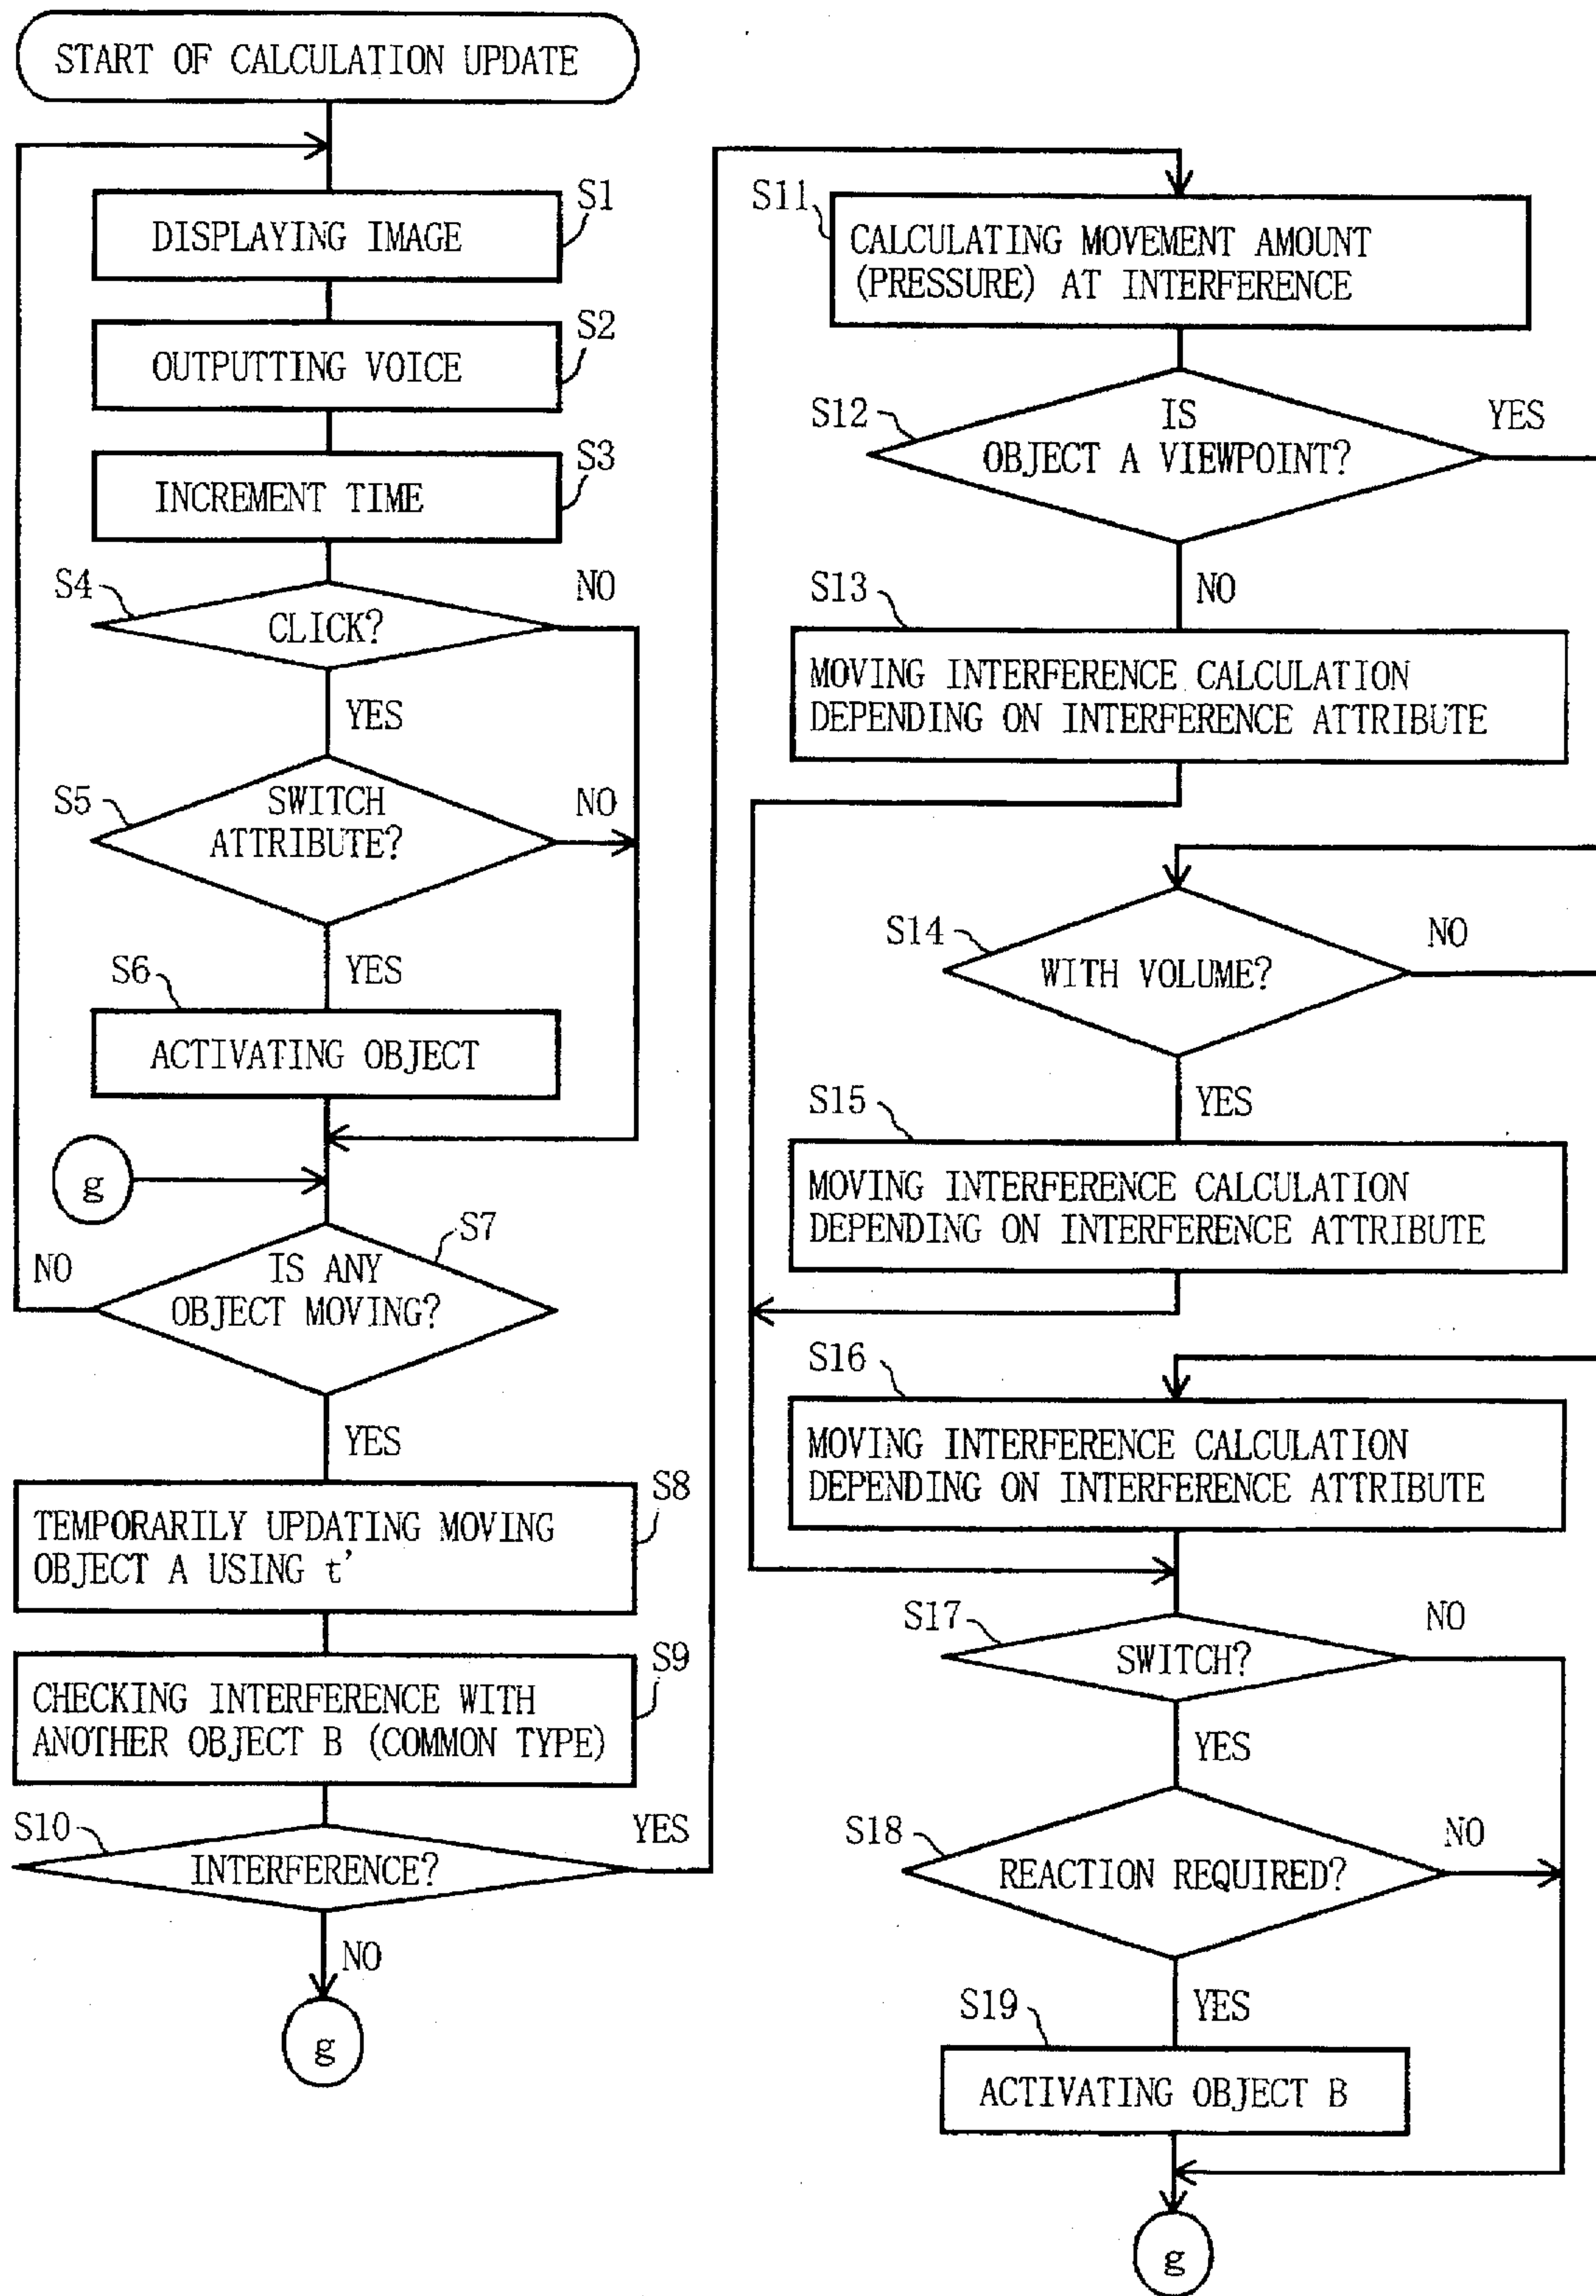 START OF CALCULATION UPDATE
S1
DISPLAYING IMAGE
S2
OUTPUTTING VOICE
S3
INCREMENT TIME
S4
NO
CLICK?
YES
S5
SWITCH
NO
ATTRIBUTE?
S6
YES
ACTIVATING OBJECT
g
S7
NO
IS ANY
OBJECT MOVING?
YES
S8
TEMPORARILY UPDATING MOVING
OBJECT A USING t'
S9
CHECKING INTERFERENCE WITH
ANOTHER OBJECT B (COMMON TYPE)
S10
YES
INTERFERENCE?
NO
g
S11
CALCULATING MOVEMENT AMOUNT
(PRESSURE) AT INTERFERENCE
S12
IS
YES
OBJECT A VIEWPOINT?
S13
NO
MOVING INTERFERENCE CALCULATION
DEPENDING ON INTERFERENCE ATTRIBUTE
S14
NO
WITH VOLUME?
S15
YES
MOVING INTERFERENCE CALCULATION
DEPENDING ON INTERFERENCE ATTRIBUTE
S16
MOVING INTERFERENCE CALCULATION
DEPENDING ON INTERFERENCE ATTRIBUTE
S17
NO
SWITCH?
YES
S18
NO
REACTION REQUIRED?
S19
YES
ACTIVATING OBJECT B
g